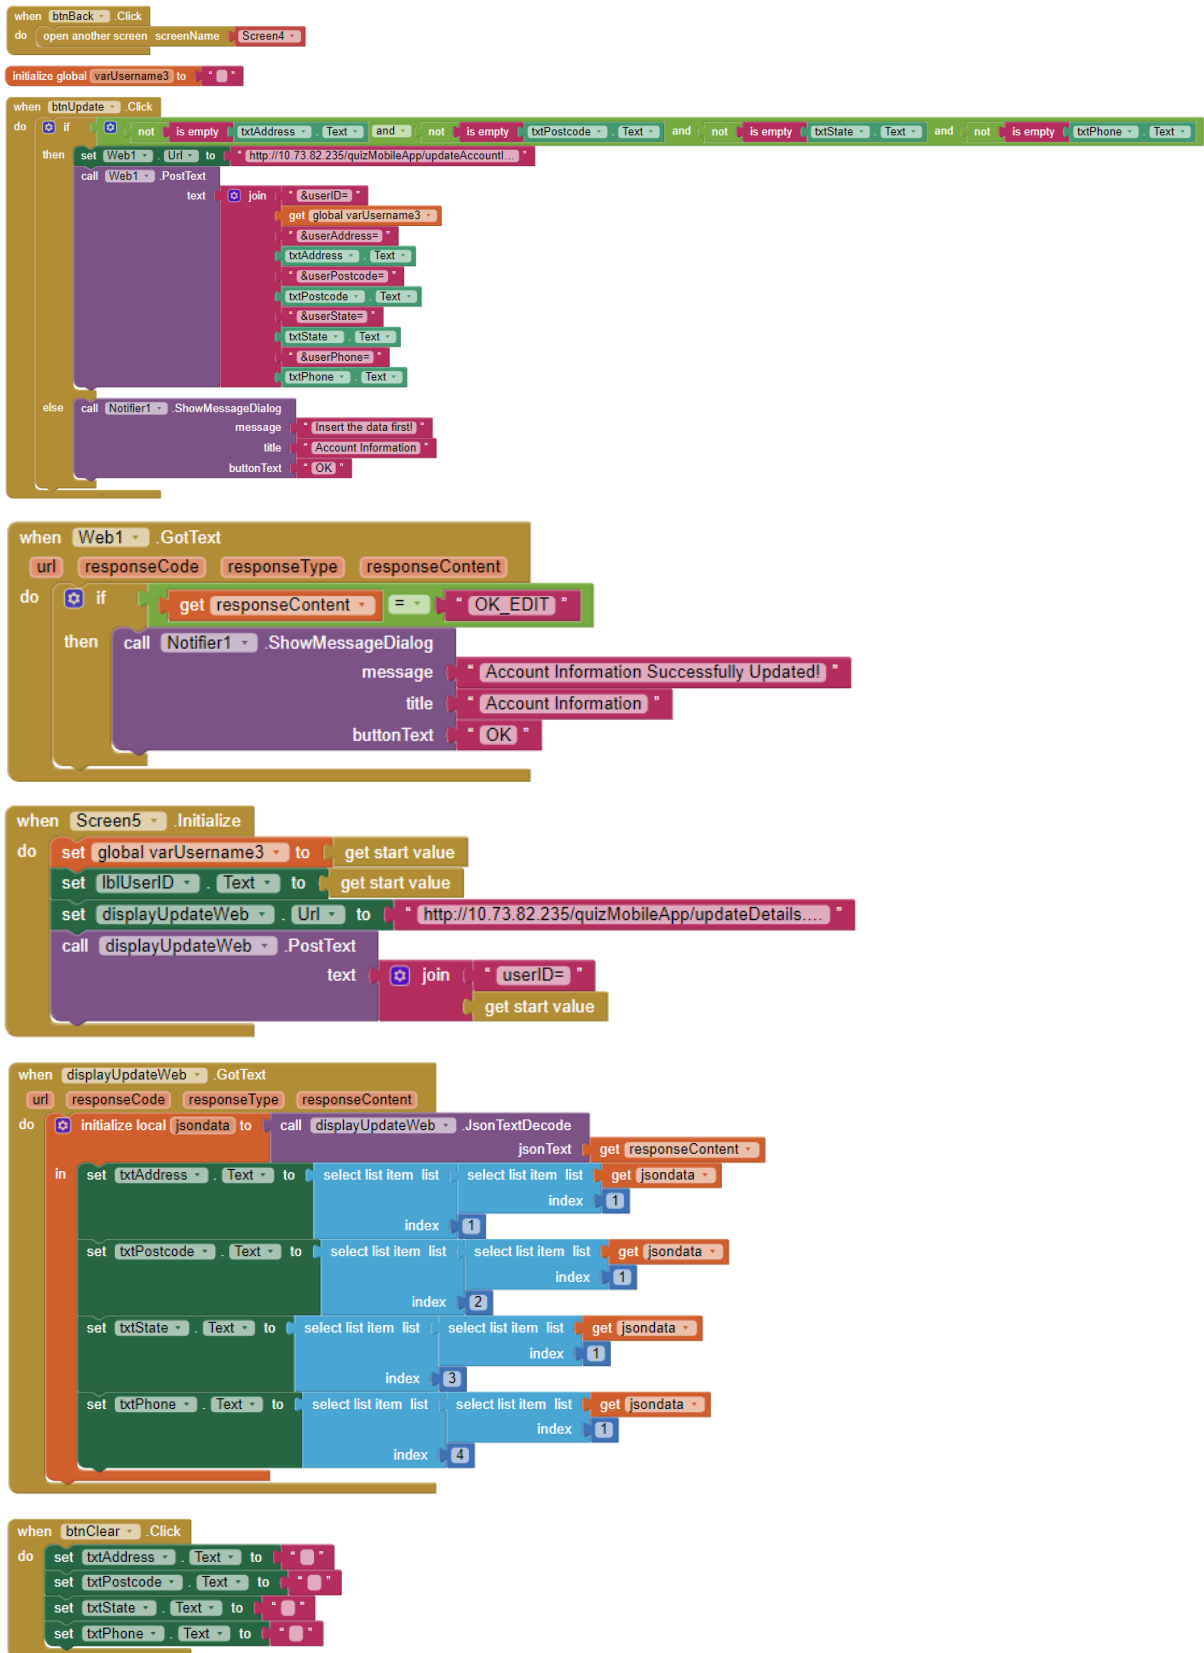 when btnBack .Click
do open another screen screenName Screen4
initialize global varUsername3 to " "
when btnUpdate .Click
do if not is empty txtAddress . Text and not is empty txtPostcode . Text and not is empty txtState . Text and not is empty txtPhone . Text
then set Web1 . Url to " http://10.73.82.235/quizMobileApp/updateAccountI... "
call Web1 .PostText
text join " &userID= "
get global varUsername3
" &userAddress= "
txtAddress . Text
" &userPostcode= "
txtPostcode . Text
" &userState= "
txtState . Text
" &userPhone= "
txtPhone . Text
else call Notifier1 .ShowMessageDialog
message " Insert the data first! "
title " Account Information "
buttonText " OK "
when Web1 .GotText
url responseCode responseType responseContent
do if get responseContent = " OK_EDIT "
then call Notifier1 .ShowMessageDialog
message " Account Information Successfully Updated! "
title " Account Information "
buttonText " OK "
when Screen5 .Initialize
do set global varUsername3 to get start value
set lblUserID . Text to get start value
set displayUpdateWeb . Url to " http://10.73.82.235/quizMobileApp/updateDetails.... "
call displayUpdateWeb .PostText
text join " userID= "
get start value
when displayUpdateWeb .GotText
url responseCode responseType responseContent
do initialize local jsondata to call displayUpdateWeb .JsonTextDecode
jsonText get responseContent
in set txtAddress . Text to select list item list select list item list get jsondata
index 1
index 1
set txtPostcode . Text to select list item list select list item list get jsondata
index 1
index 2
set txtState . Text to select list item list select list item list get jsondata
index 1
index 3
set txtPhone . Text to select list item list select list item list get jsondata
index 1
index 4
when btnClear .Click
do set txtAddress . Text to " "
set txtPostcode . Text to " "
set txtState . Text to " "
set txtPhone . Text to " "